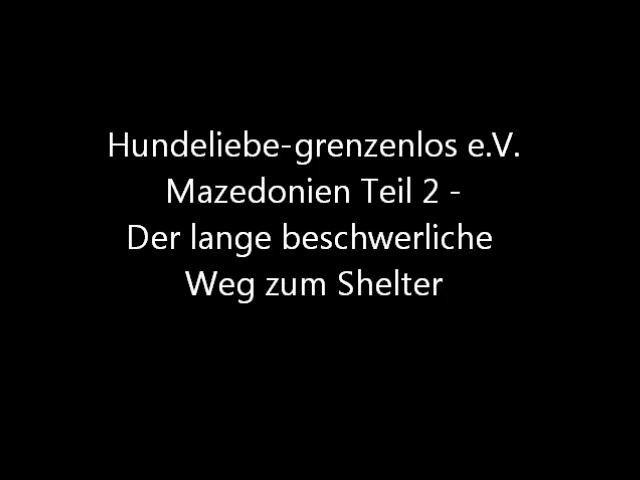 Hundeliebe-grenzenlos e.V.
Mazedonien Teil 2 -
Der lange beschwerliche
Weg zum Shelter